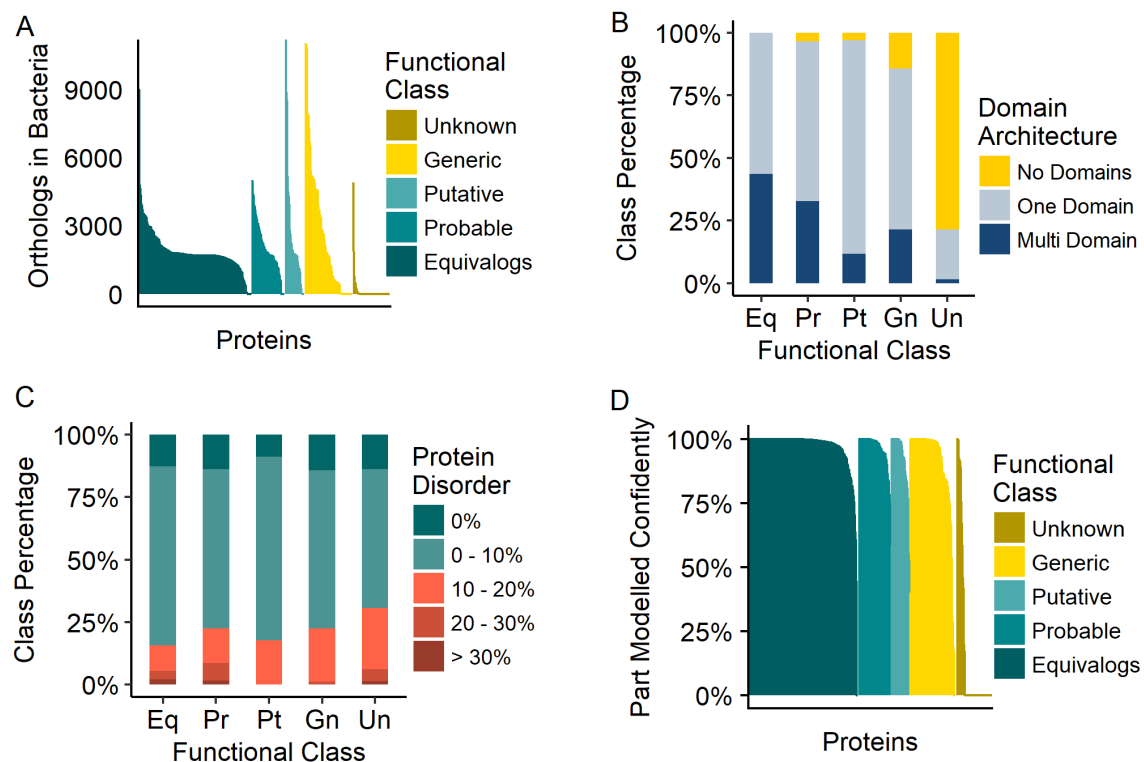 A
Orthologs in Bacteria
9000
6000
3000
0
Proteins
Functional
Class
Unknown
Generic
Putative
Probable
Equivalogs
B
Class Percentage
100%
75%
50%
25%
0%
Eq Pr Pt Gn Un
Functional Class
Domain
Architecture
No Domains
One Domain
Multi Domain
C
Class Percentage
100%
75%
50%
25%
0%
Eq Pr Pt Gn Un
Functional Class
Protein
Disorder
0%
0 - 10%
10 - 20%
20 - 30%
> 30%
D
Part Modelled Confidently
100%
75%
50%
25%
0%
Proteins
Functional
Class
Unknown
Generic
Putative
Probable
Equivalogs